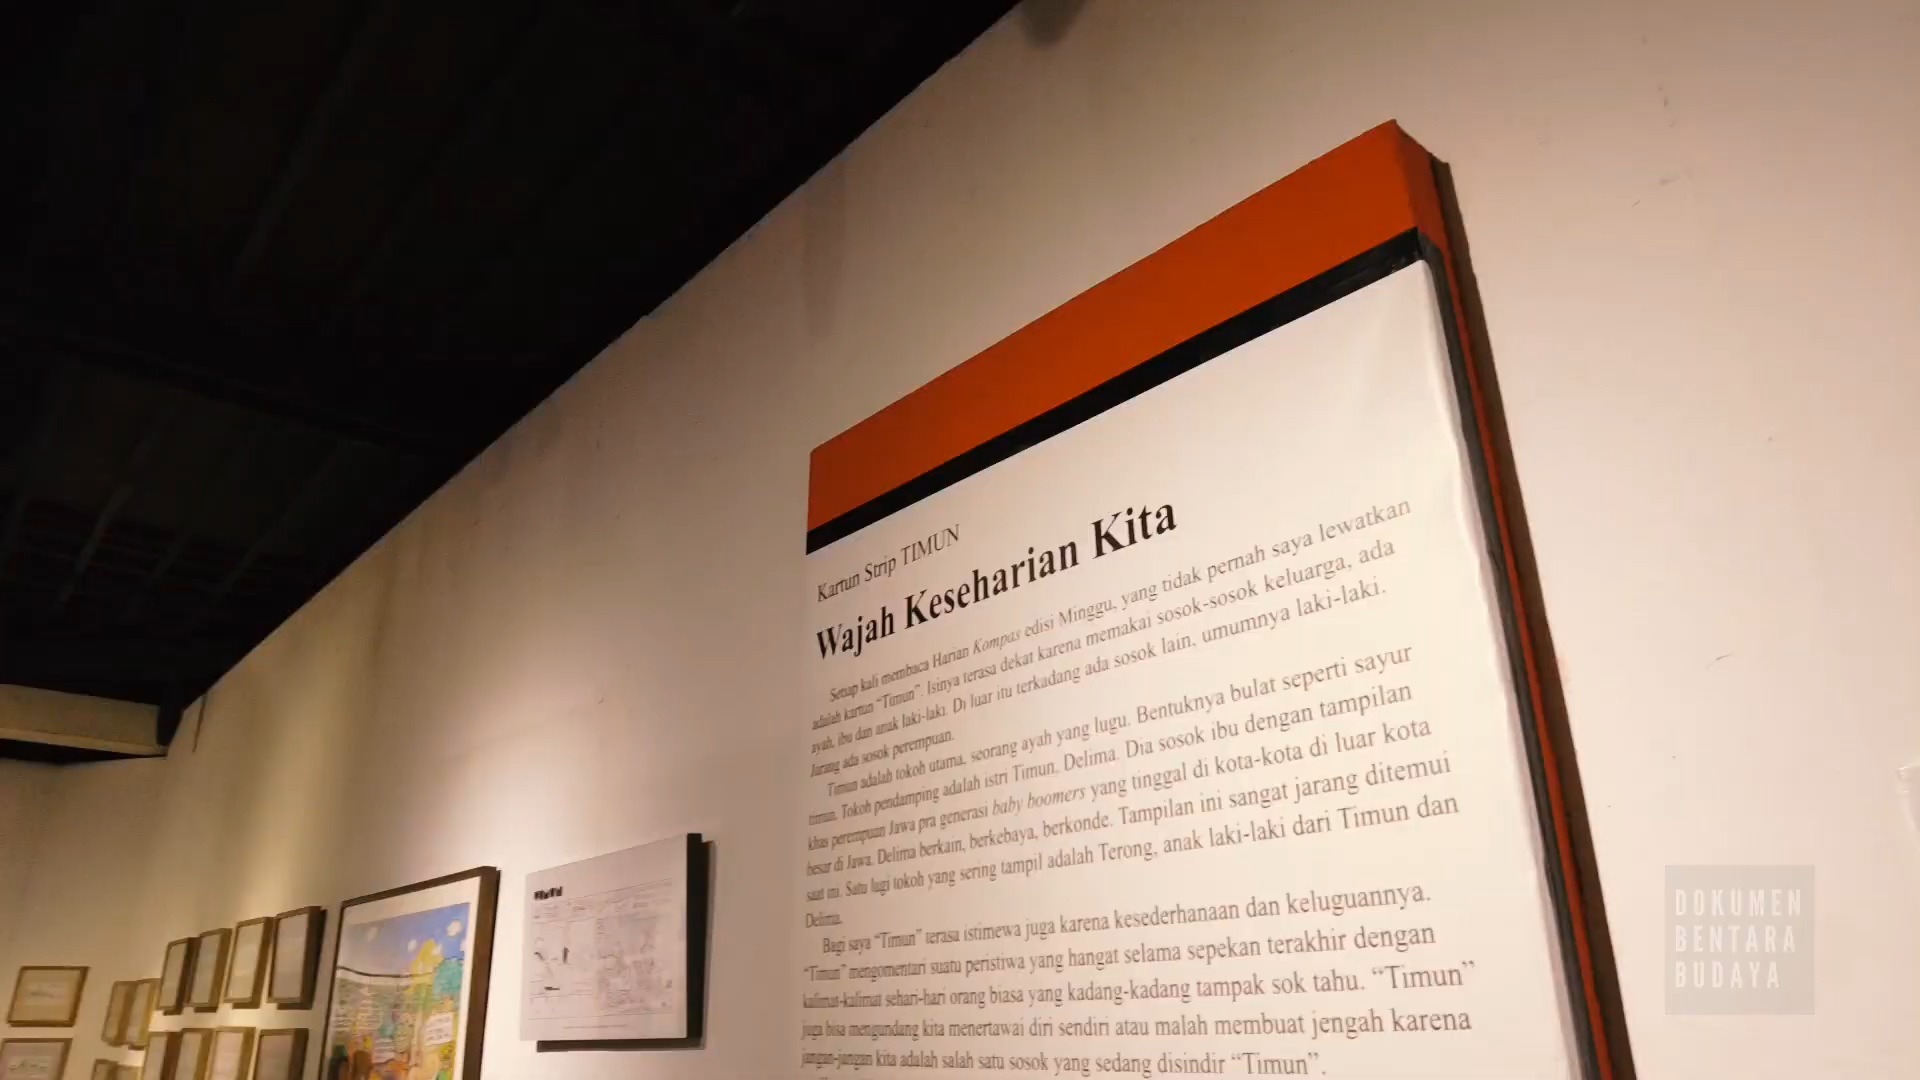 Kartun Strip TIMUN
Wajah Keseharian Kita
Setiap kali membaca Harian Kompas edisi Minggu, yang tidak pernah saya lewatkan
adalah kartun “Timun”. Isinya terasa dekat karena memakai sosok-sosok keluarga, ada
ayah, ibu dan anak laki-laki. Di luar itu terkadang ada sosok lain, umumnya laki-laki.
Jarang ada sosok perempuan.
Timun adalah tokoh utama, seorang ayah yang lugu. Bentuknya bulat seperti sayur
timun. Tokoh pendamping adalah istri Timun, Delima. Dia sosok ibu dengan tampilan
khas perempuan Jawa pra generasi baby boomers yang tinggal di kota-kota di luar kota
besar di Jawa. Delima berkain, berkebaya, berkonde. Tampilan ini sangat jarang ditemui
saat ini. Satu lagi tokoh yang sering tampil adalah Terong, anak laki-laki dari Timun dan
Delima.
Bagi saya “Timun” terasa istimewa juga karena kesederhanaan dan keluguannya.
“Timun” mengomentari suatu peristiwa yang hangat selama sepekan terakhir dengan
kalimat-kalimat sehari-hari orang biasa yang kadang-kadang tampak sok tahu. “Timun”
juga bisa mengundang kita menertawai diri sendiri atau malah membuat jengah karena
jangan-jangan kita adalah salah satu sosok yang sedang disindir “Timun”.
DOKUMEN
BENTARA
BUDAYA